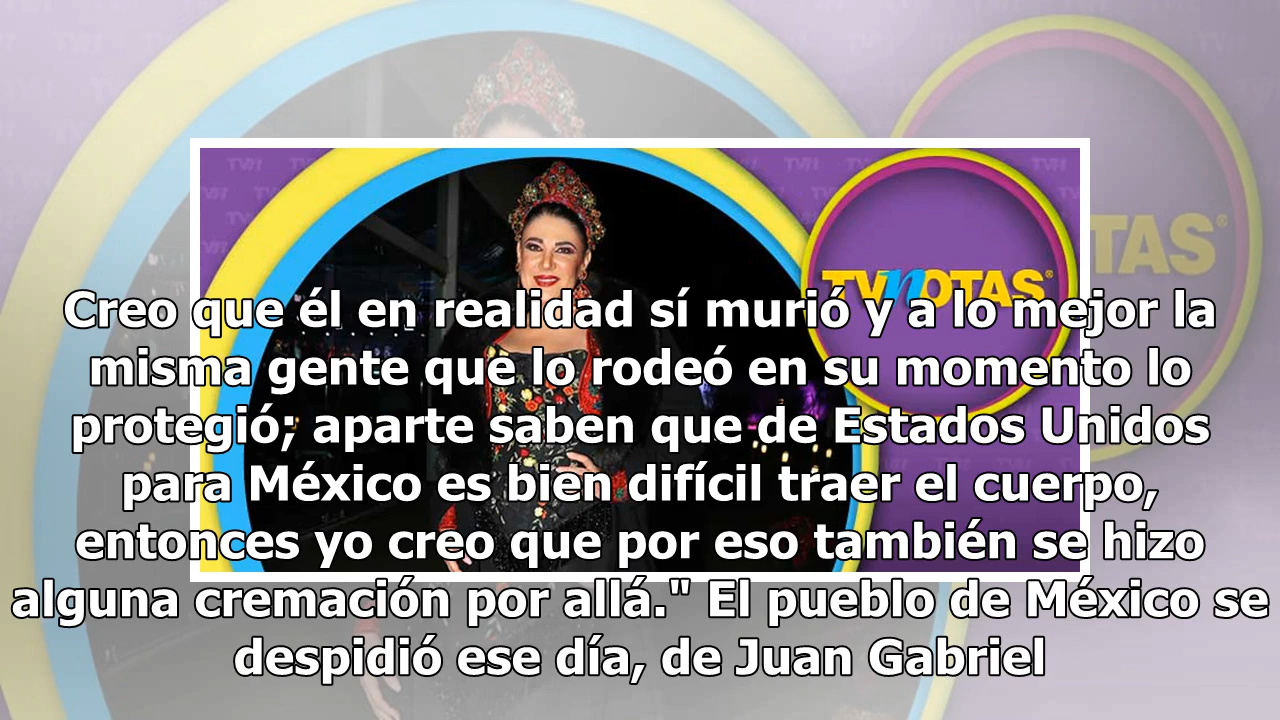 TVnOTAS®
TAS®
Creo que él en realidad sí murió y a lo mejor la
misma gente que lo rodeó en su momento lo
protegió; aparte saben que de Estados Unidos
para México es bien difícil traer el cuerpo,
entonces yo creo que por eso también se hizo
alguna cremación por allá." El pueblo de México se
despidió ese día, de Juan Gabriel